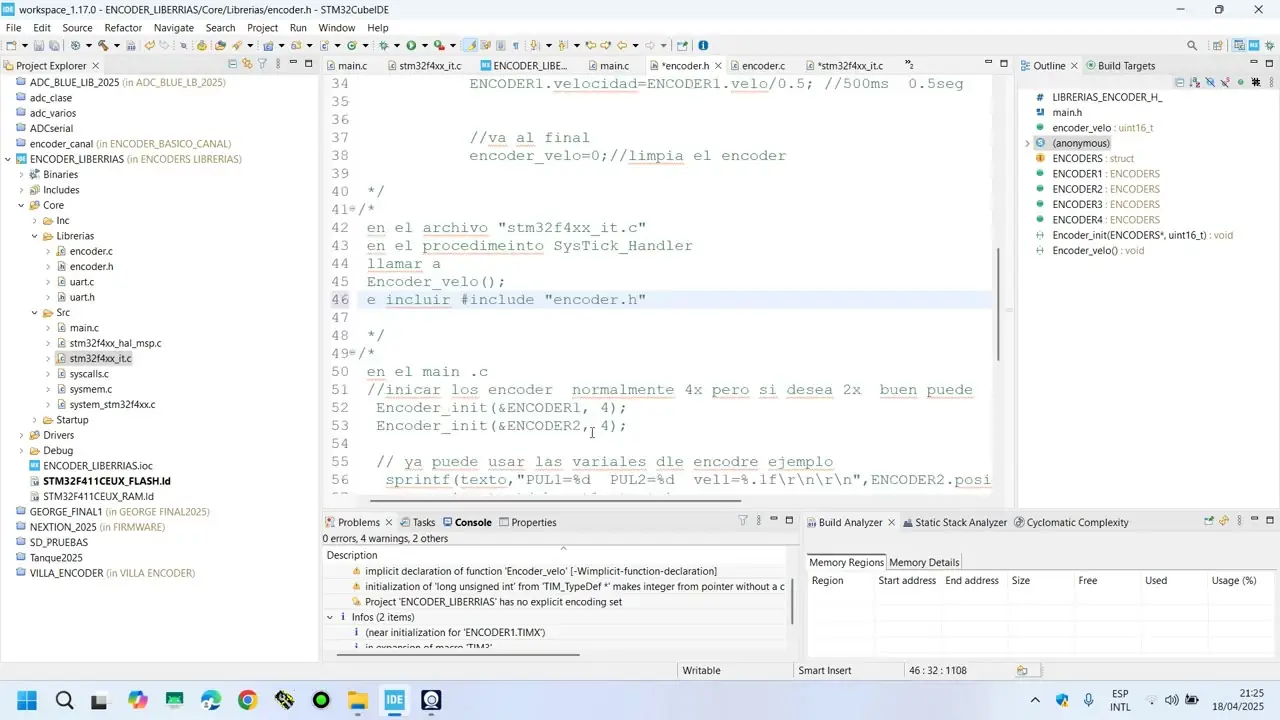 workspace_1.17.0 - ENCODER_LIBERRIAS/Core/Librerias/encoder.h - STM32CubeIDE
File Edit Source Refactor Navigate Search Project Run Window Help
Project Explorer
main.c
stm32f4xx_it.c
ENCODER_LIBE...
main.c
*encoder.h
encoder.c
*stm32f4xx_it.c
Outline
Build Targets
ADC_BLUE_LIB_2025 (in ADC_BLUE_LIB_2025)
adc_clase
adc_varios
ADCserial
encoder_canal (in ENCODER_BASICO_CANAL)
ENCODER_LIBERRIAS (in ENCODERS LIBRERIAS)
Binaries
Includes
Core
Inc
Librerias
encoder.c
encoder.h
uart.c
uart.h
Src
main.c
stm32f4xx_hal_msp.c
stm32f4xx_it.c
syscalls.c
sysmem.c
system_stm32f4xx.c
Startup
Drivers
Debug
ENCODER_LIBERRIAS.ioc
STM32F411CEUX_FLASH.ld
STM32F411CEUX_RAM.ld
GEORGE_FINAL1 (in GEORGE FINAL2025)
NEXTION_2025 (in FIRMWARE)
SD_PRUEBAS
Tanque2025
VILLA_ENCODER (in VILLA ENCODER)
34 ENCODER1.velocidad=ENCODER1.velo/0.5; //500ms 0.5seg
35
36
37 //va al final
38 encoder_velo=0;//limpia el encoder
39
40 */
41 /*
42 en el archivo "stm32f4xx_it.c"
43 en el procedimeinto SysTick_Handler
44 llamar a
45 Encoder_velo();
46 e incluir #include "encoder.h"
47
48 */
49 /*
50 en el main .c
51 //inicar los encoder normalmente 4x pero si desea 2x buen puede
52 Encoder_init(&ENCODER1, 4);
53 Encoder_init(&ENCODER2, 4);
54
55 // ya puede usar las variales dle encodre ejemplo
56 sprintf(texto,"PUL1=%d PUL2=%d vel1=%.1f\r\n\r\n",ENCODER2.posi
LIBRERIAS_ENCODER_H_
main.h
encoder_velo : uint16_t
(anonymous)
ENCODERS : struct
ENCODER1 : ENCODERS
ENCODER2 : ENCODERS
ENCODER3 : ENCODERS
ENCODER4 : ENCODERS
Encoder_init(ENCODERS*, uint16_t) : void
Encoder_velo() : void
Problems
Tasks
Console
Properties
0 errors, 4 warnings, 2 others
Description
implicit declaration of function 'Encoder_velo' [-Wimplicit-function-declaration]
initialization of 'long unsigned int' from 'TIM_TypeDef *' makes integer from pointer without a c
Project 'ENCODER_LIBERRIAS' has no explicit encoding set
Infos (2 items)
(near initialization for 'ENCODER1.TIMX')
in expansion of macro 'TIM3'
Build Analyzer
Static Stack Analyzer
Cyclomatic Complexity
Memory Regions
Memory Details
Region Start address End address Size Free Used Usage (%)
Writable
Smart Insert
46 : 32 : 1108
IDE
ESP
INTL
21:25
18/04/2025